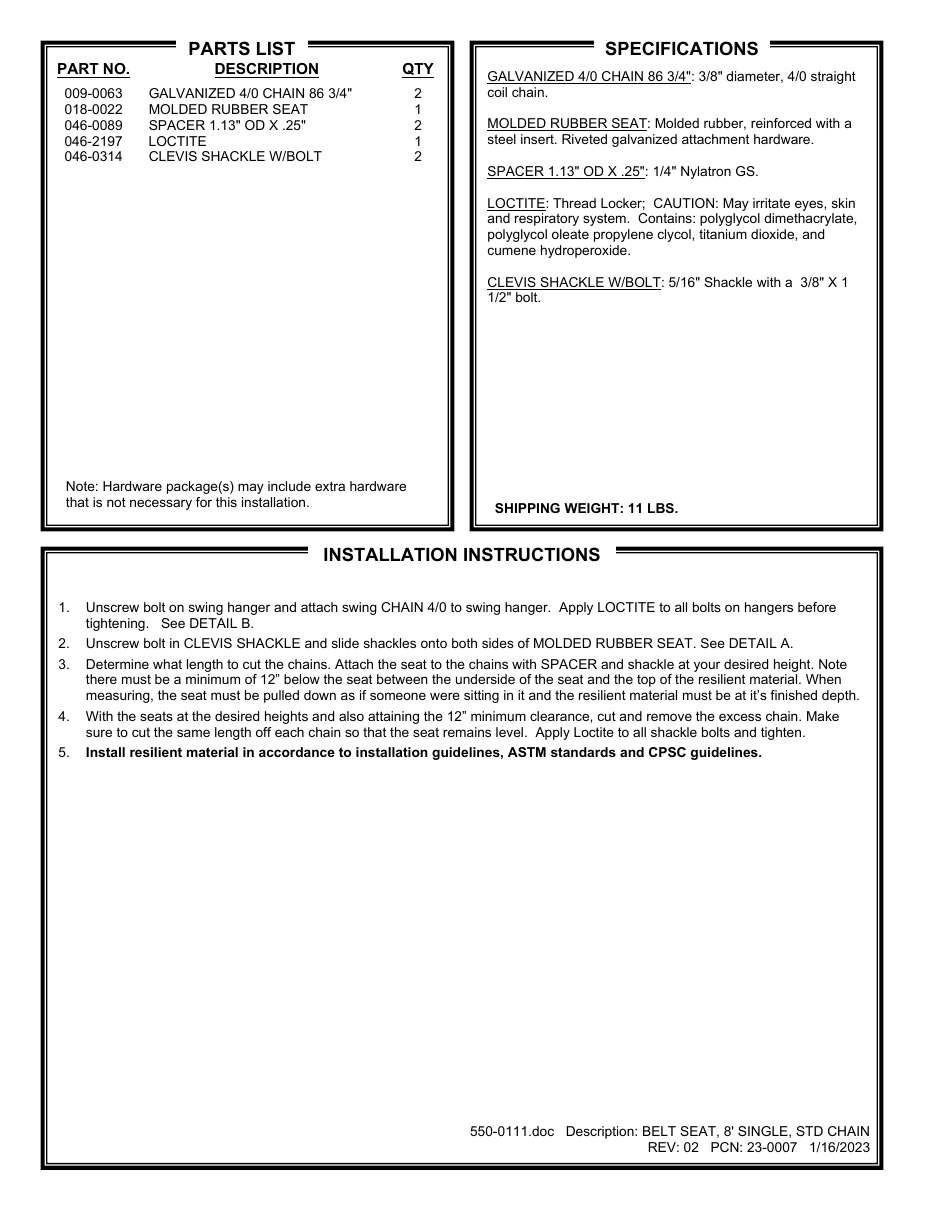 PARTS LIST
PART NO. DESCRIPTION QTY
009-0063 GALVANIZED 4/0 CHAIN 86 3/4" 2
018-0022 MOLDED RUBBER SEAT 1
046-0089 SPACER 1.13" OD X .25" 2
046-2197 LOCTITE 1
046-0314 CLEVIS SHACKLE W/BOLT 2
Note: Hardware package(s) may include extra hardware
that is not necessary for this installation.
SPECIFICATIONS
GALVANIZED 4/0 CHAIN 86 3/4": 3/8" diameter, 4/0 straight
coil chain.
MOLDED RUBBER SEAT: Molded rubber, reinforced with a
steel insert. Riveted galvanized attachment hardware.
SPACER 1.13" OD X .25": 1/4" Nylatron GS.
LOCTITE: Thread Locker;  CAUTION: May irritate eyes, skin
and respiratory system.  Contains: polyglycol dimethacrylate,
polyglycol oleate propylene clycol, titanium dioxide, and
cumene hydroperoxide.
CLEVIS SHACKLE W/BOLT: 5/16" Shackle with a  3/8" X 1
1/2" bolt.
SHIPPING WEIGHT: 11 LBS.
INSTALLATION INSTRUCTIONS
1. Unscrew bolt on swing hanger and attach swing CHAIN 4/0 to swing hanger.  Apply LOCTITE to all bolts on hangers before
tightening.   See DETAIL B.
2. Unscrew bolt in CLEVIS SHACKLE and slide shackles onto both sides of MOLDED RUBBER SEAT. See DETAIL A.
3. Determine what length to cut the chains. Attach the seat to the chains with SPACER and shackle at your desired height. Note
there must be a minimum of 12” below the seat between the underside of the seat and the top of the resilient material. When
measuring, the seat must be pulled down as if someone were sitting in it and the resilient material must be at it’s finished depth.
4. With the seats at the desired heights and also attaining the 12” minimum clearance, cut and remove the excess chain. Make
sure to cut the same length off each chain so that the seat remains level.  Apply Loctite to all shackle bolts and tighten.
5. Install resilient material in accordance to installation guidelines, ASTM standards and CPSC guidelines.
550-0111.doc   Description: BELT SEAT, 8' SINGLE, STD CHAIN
REV: 02   PCN: 23-0007   1/16/2023